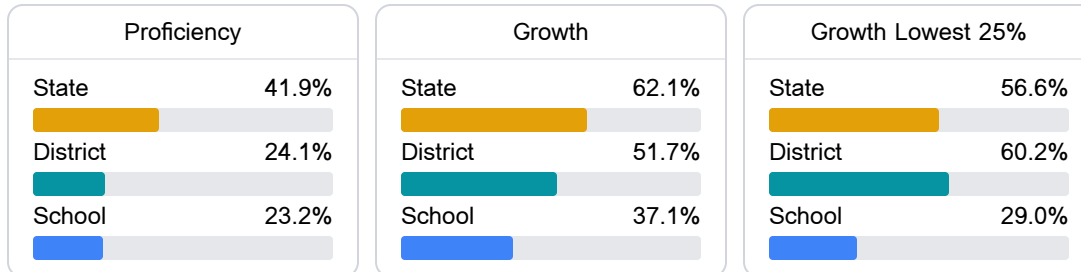 Proficiency
State 41.9%
District 24.1%
School 23.2%
Growth
State 62.1%
District 51.7%
School 37.1%
Growth Lowest 25%
State 56.6%
District 60.2%
School 29.0%